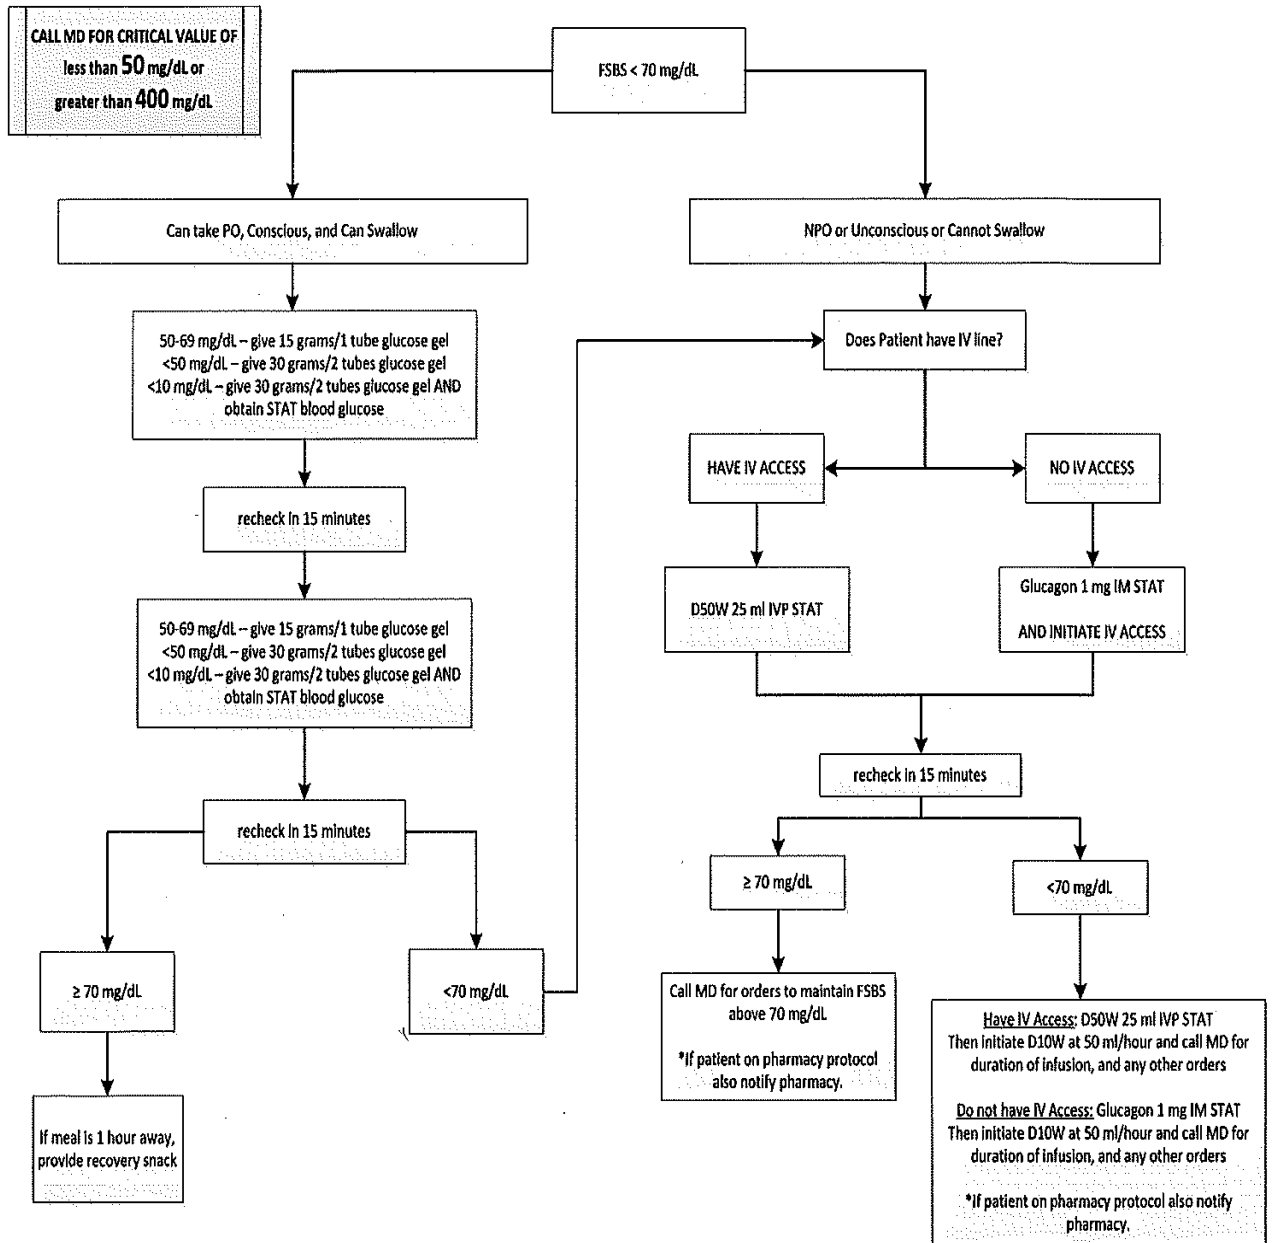 CALL MD FOR CRITICAL VALUE OF
less than 50 mg/dL or
greater than 400 mg/dL
FSBS < 70 mg/dL
Can take PO, Conscious, and Can Swallow
NPO or Unconscious or Cannot Swallow
50-69 mg/dL – give 15 grams/1 tube glucose gel
<50 mg/dL – give 30 grams/2 tubes glucose gel
<10 mg/dL – give 30 grams/2 tubes glucose gel AND
obtain STAT blood glucose
Does Patient have IV line?
recheck in 15 minutes
HAVE IV ACCESS
NO IV ACCESS
50-69 mg/dL – give 15 grams/1 tube glucose gel
<50 mg/dL – give 30 grams/2 tubes glucose gel
<10 mg/dL – give 30 grams/2 tubes glucose gel AND
obtain STAT blood glucose
D50W 25 ml IVP STAT
Glucagon 1 mg IM STAT
AND INITIATE IV ACCESS
recheck in 15 minutes
recheck in 15 minutes
≥ 70 mg/dL
<70 mg/dL
≥ 70 mg/dL
<70 mg/dL
If meal is 1 hour away,
provide recovery snack
Call MD for orders to maintain FSBS
above 70 mg/dL
*If patient on pharmacy protocol
also notify pharmacy.
Have IV Access: D50W 25 ml IVP STAT
Then initiate D10W at 50 ml/hour and call MD for
duration of infusion, and any other orders
Do not have IV Access: Glucagon 1 mg IM STAT
Then initiate D10W at 50 ml/hour and call MD for
duration of infusion, and any other orders
*If patient on pharmacy protocol also notify
pharmacy.